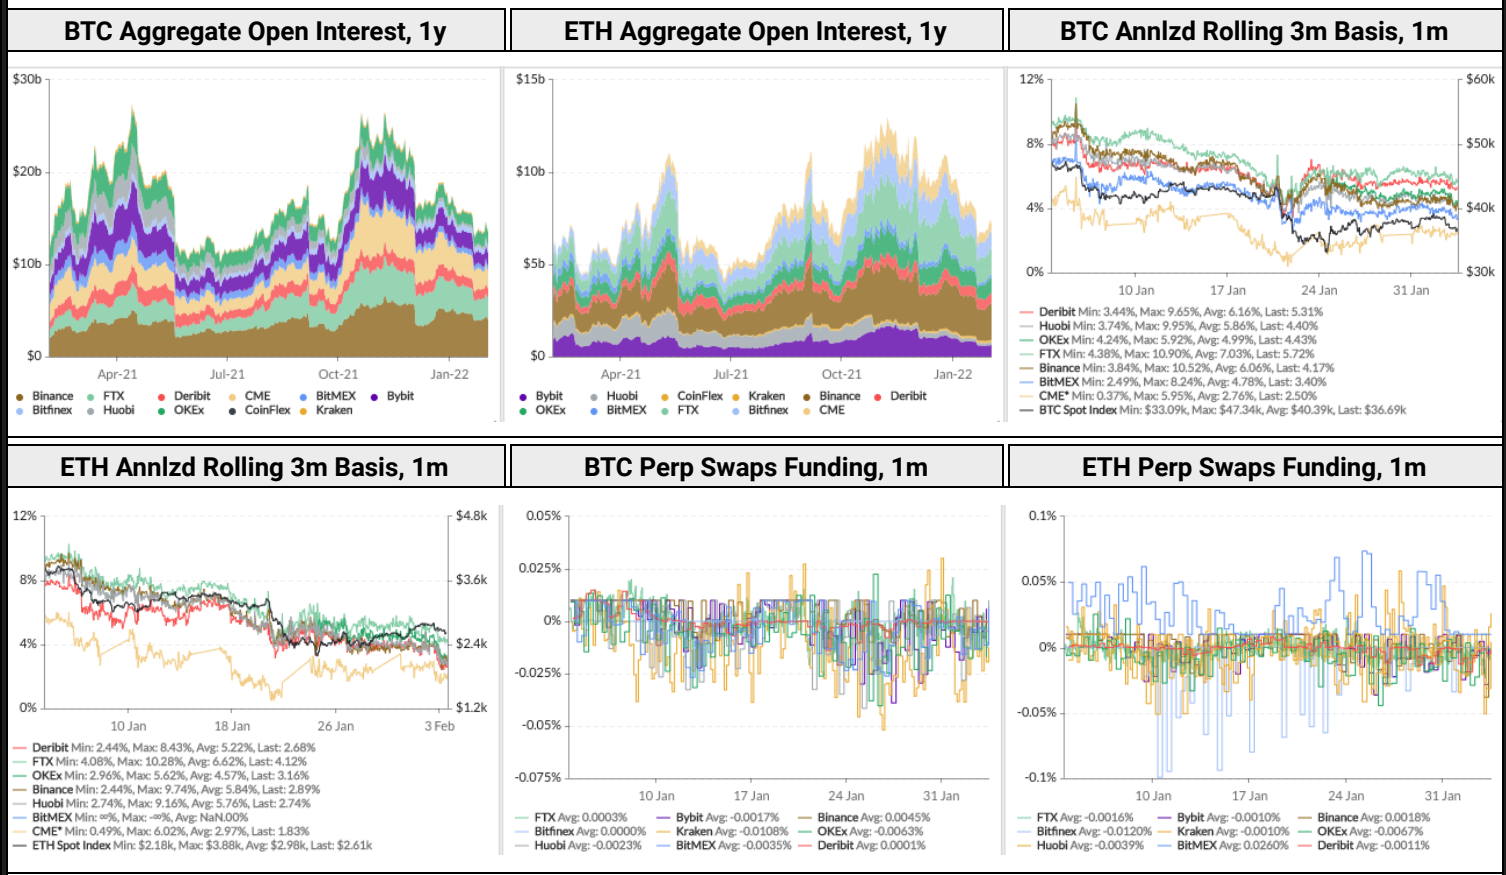 BTC Aggregate Open Interest, 1y
$30b
$20b
$10b
$0
Apr-21 Jul-21 Oct-21 Jan-22
Binance FTX Deribit CME BitMEX Bybit
Bitfinex Huobi OKEx CoinFlex Kraken
ETH Aggregate Open Interest, 1y
$15b
$10b
$5b
$0
Apr-21 Jul-21 Oct-21 Jan-22
Bybit Huobi CoinFlex Kraken Binance Deribit
OKEx BitMEX FTX Bitfinex CME
BTC Annlzd Rolling 3m Basis, 1m
12% $60k
8% $50k
4% $40k
0% $30k
10 Jan 17 Jan 24 Jan 31 Jan
Deribit Min: 3.44%, Max: 9.65%, Avg: 6.16%, Last: 5.31%
Huobi Min: 3.74%, Max: 9.95%, Avg: 5.86%, Last: 4.40%
OKEx Min: 4.24%, Max: 5.92%, Avg: 4.99%, Last: 4.43%
FTX Min: 4.38%, Max: 10.90%, Avg: 7.03%, Last: 5.72%
Binance Min: 3.84%, Max: 10.52%, Avg: 6.06%, Last: 4.17%
BitMEX Min: 2.49%, Max: 8.24%, Avg: 4.78%, Last: 3.40%
CME* Min: 0.37%, Max: 5.95%, Avg: 2.76%, Last: 2.50%
BTC Spot Index Min: $33.09k, Max: $47.34k, Avg: $40.39k, Last: $36.69k
ETH Annlzd Rolling 3m Basis, 1m
12% $4.8k
8% $3.6k
4% $2.4k
0% $1.2k
10 Jan 18 Jan 26 Jan 3 Feb
Deribit Min: 2.44%, Max: 8.43%, Avg: 5.22%, Last: 2.68%
FTX Min: 4.08%, Max: 10.28%, Avg: 6.62%, Last: 4.12%
OKEx Min: 2.96%, Max: 5.62%, Avg: 4.57%, Last: 3.16%
Binance Min: 2.44%, Max: 9.74%, Avg: 5.84%, Last: 2.89%
Huobi Min: 2.74%, Max: 9.16%, Avg: 5.76%, Last: 2.74%
BitMEX Min: ∞%, Max: -∞%, Avg: NaN.00%
CME* Min: 0.49%, Max: 6.02%, Avg: 2.97%, Last: 1.83%
ETH Spot Index Min: $2.18k, Max: $3.88k, Avg: $2.98k, Last: $2.61k
BTC Perp Swaps Funding, 1m
0.05%
0.025%
0%
-0.025%
-0.05%
-0.075%
10 Jan 17 Jan 24 Jan 31 Jan
FTX Avg: 0.0003% Bybit Avg: -0.0017% Binance Avg: 0.0045%
Bitfinex Avg: 0.0000% Kraken Avg: -0.0108% OKEx Avg: -0.0063%
Huobi Avg: -0.0023% BitMEX Avg: -0.0035% Deribit Avg: 0.0001%
ETH Perp Swaps Funding, 1m
0.1%
0.05%
0%
-0.05%
-0.1%
10 Jan 17 Jan 24 Jan 31 Jan
FTX Avg: -0.0016% Bybit Avg: -0.0010% Binance Avg: 0.0018%
Bitfinex Avg: -0.0120% Kraken Avg: -0.0010% OKEx Avg: -0.0067%
Huobi Avg: -0.0039% BitMEX Avg: 0.0260% Deribit Avg: -0.0011%